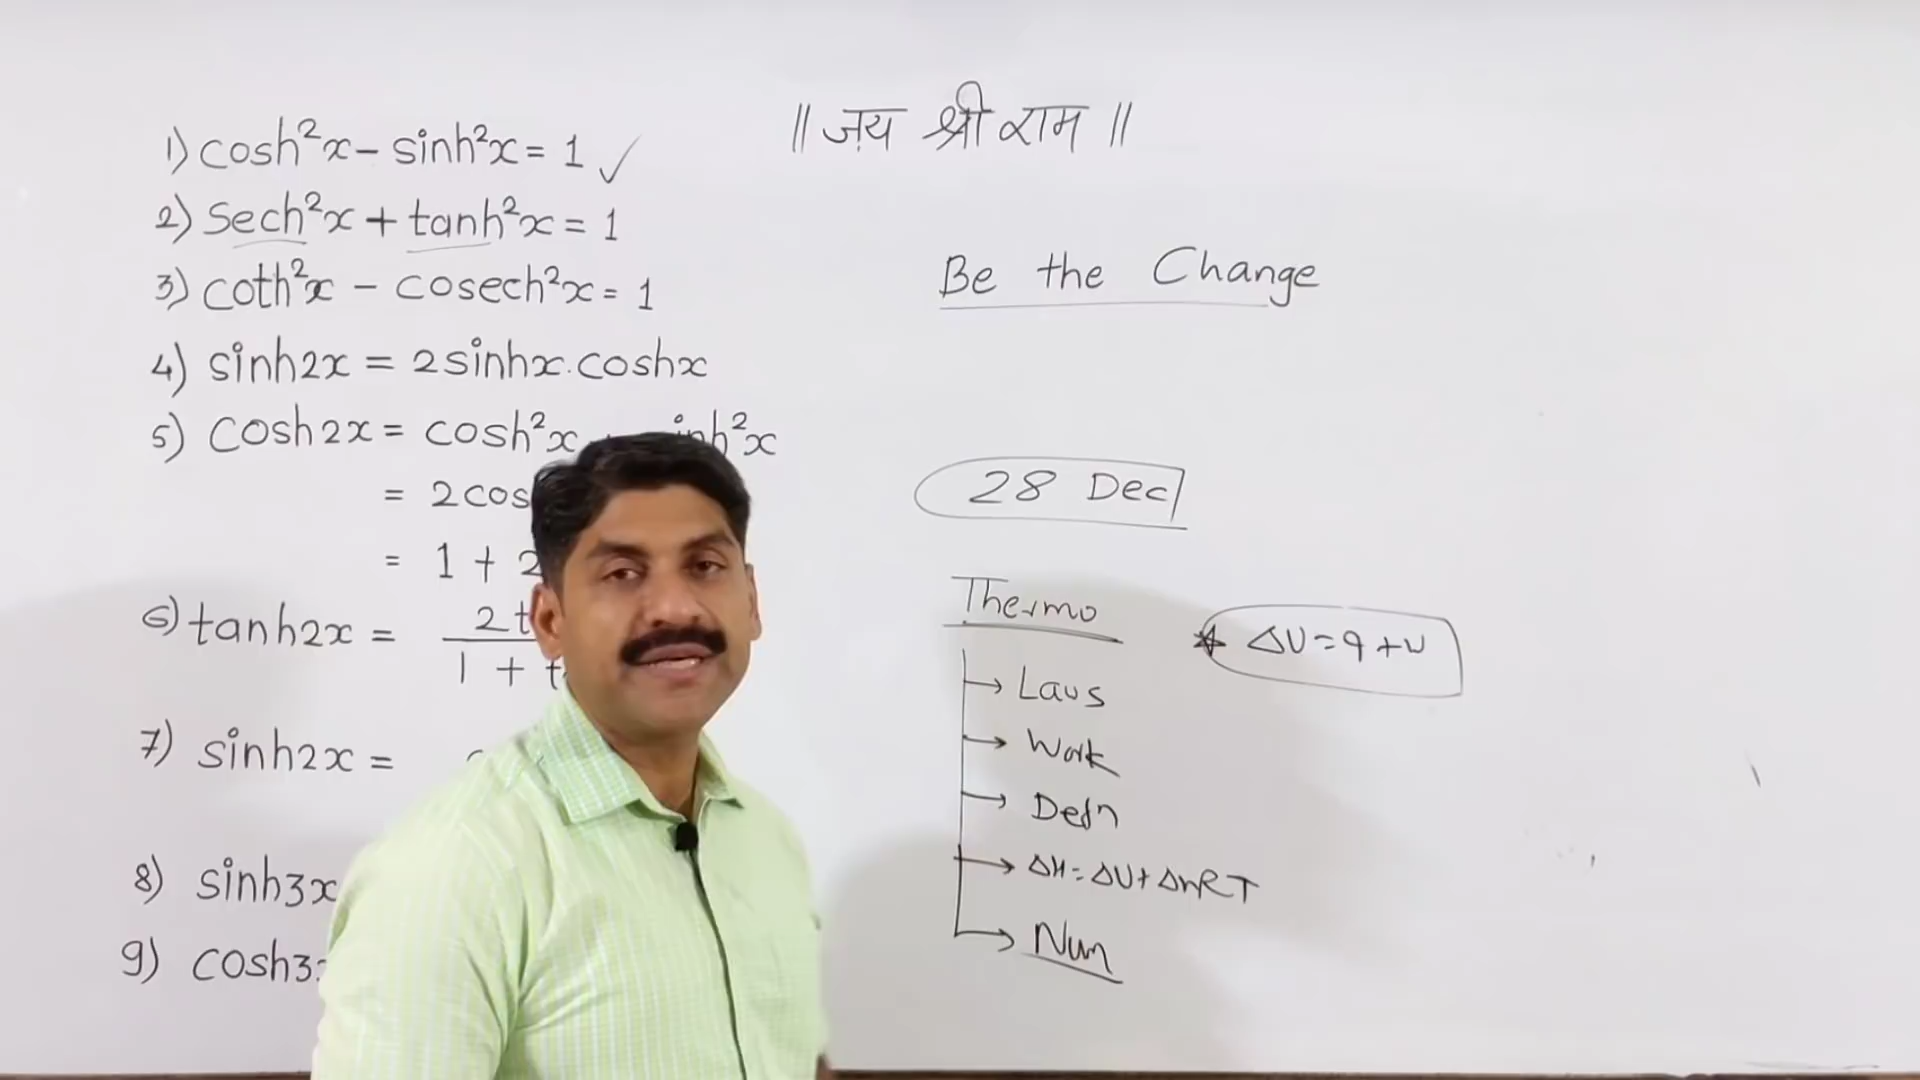 1) cosh²x – sinh²x = 1 ✓
2) Sech²x + tanh²x = 1
3) coth²x – cosech²x = 1
4) sinh2x = 2sinhx.coshx
5) Cosh2x = cosh²x inh²x
= 2cos
= 1 + 2
6) tanh2x = 2t
1 + t
7) sinh2x =
8) sinh3x
9) cosh3
|| जय श्री राम ||
Be the Change
28 Dec
Thermo
→ Laws
→ Work
→ Defn
→ ΔH = ΔU + ΔnRT
→ Num
* ΔU = q + w